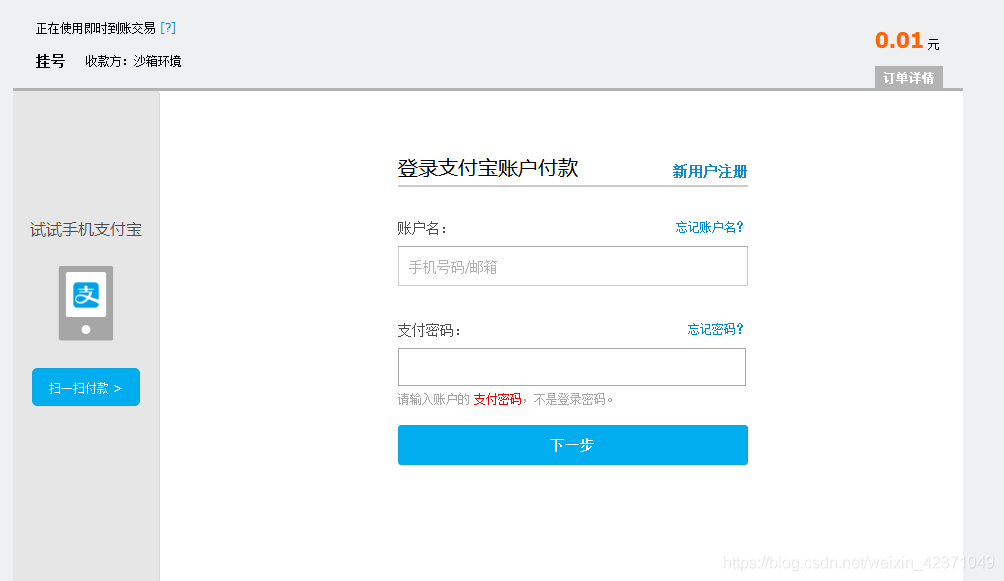 正在使用即时到账交易 [?]
挂号 收款方：沙箱环境
0.01 元
订单详情
试试手机支付宝
支
扫一扫付款 >
登录支付宝账户付款 新用户注册
账户名： 忘记账户名?
手机号码/邮箱
支付密码： 忘记密码?
请输入账户的 支付密码，不是登录密码。
下一步
https://blog.csdn.net/weixin_42371049